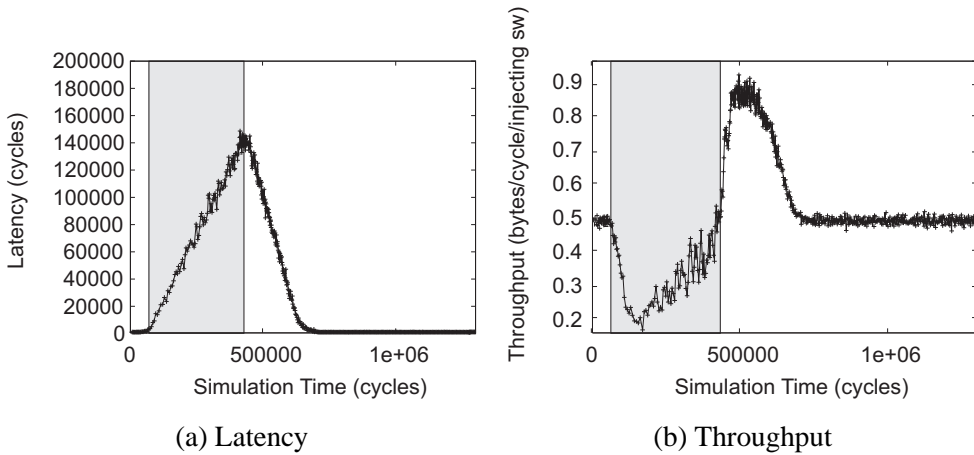 Latency (cycles)
200000
180000
160000
140000
120000
100000
80000
60000
40000
20000
0
0
500000
1e+06
Simulation Time (cycles)
(a) Latency
Throughput (bytes/cycle/injecting sw)
0.9
0.8
0.7
0.6
0.5
0.4
0.3
0.2
0
500000
1e+06
Simulation Time (cycles)
(b) Throughput